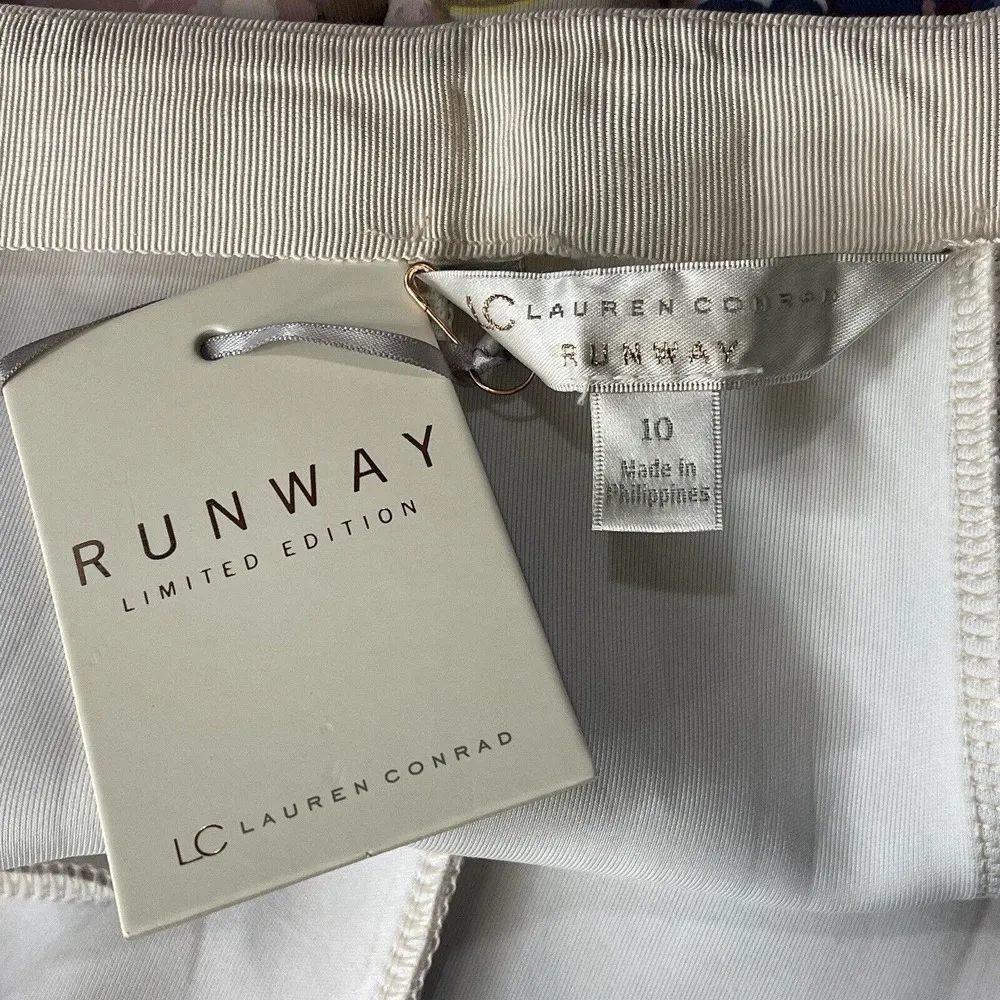 RUNWAY
LIMITED EDITION
LC LAUREN CONRAD
LC LAUREN CONRAD
RUNWAY
10
Made in
Philippines